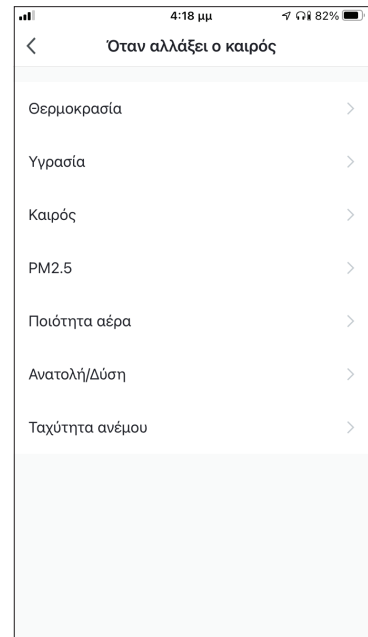 4:18 μμ 82%
Όταν αλλάξει ο καιρός
Θερμοκρασία
Υγρασία
Καιρός
PM2.5
Ποιότητα αέρα
Ανατολή/Δύση
Ταχύτητα ανέμου